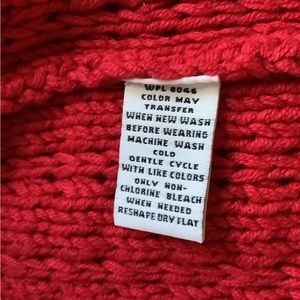 WPL 8046
COLOR MAY
TRANSFER
WHEN NEW WASH
BEFORE WEARING
MACHINE WASH
COLD
GENTLE CYCLE
WITH LIKE COLORS
ONLY NON-
CHLORINE BLEACH
WHEN NEEDED
RESHAPE DRY FLAT